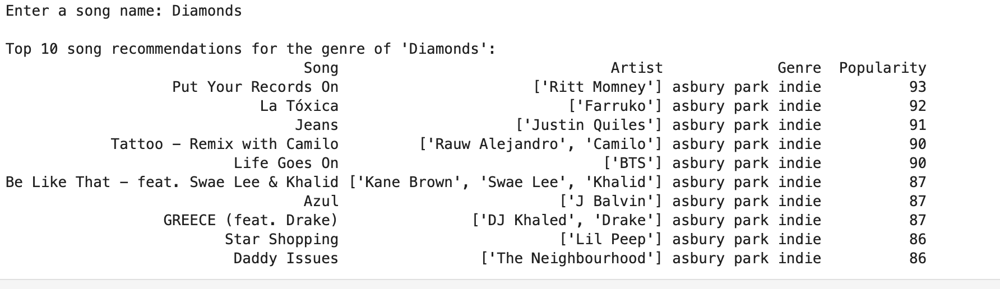 Enter a song name: Diamonds
Top 10 song recommendations for the genre of 'Diamonds':
Song Artist Genre Popularity
Put Your Records On ['Ritt Momney'] asbury park indie 93
La Tóxica ['Farruko'] asbury park indie 92
Jeans ['Justin Quiles'] asbury park indie 91
Tattoo – Remix with Camilo ['Rauw Alejandro', 'Camilo'] asbury park indie 90
Life Goes On ['BTS'] asbury park indie 90
Be Like That – feat. Swae Lee & Khalid ['Kane Brown', 'Swae Lee', 'Khalid'] asbury park indie 87
Azul ['J Balvin'] asbury park indie 87
GREECE (feat. Drake) ['DJ Khaled', 'Drake'] asbury park indie 87
Star Shopping ['Lil Peep'] asbury park indie 86
Daddy Issues ['The Neighbourhood'] asbury park indie 86